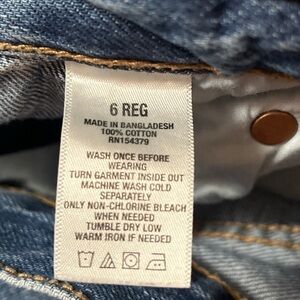 6 REG
MADE IN BANGLADESH
100% COTTON
RN154379
WASH ONCE BEFORE
WEARING
TURN GARMENT INSIDE OUT
MACHINE WASH COLD
SEPARATELY
ONLY NON-CHLORINE BLEACH
WHEN NEEDED
TUMBLE DRY LOW
WARM IRON IF NEEDED